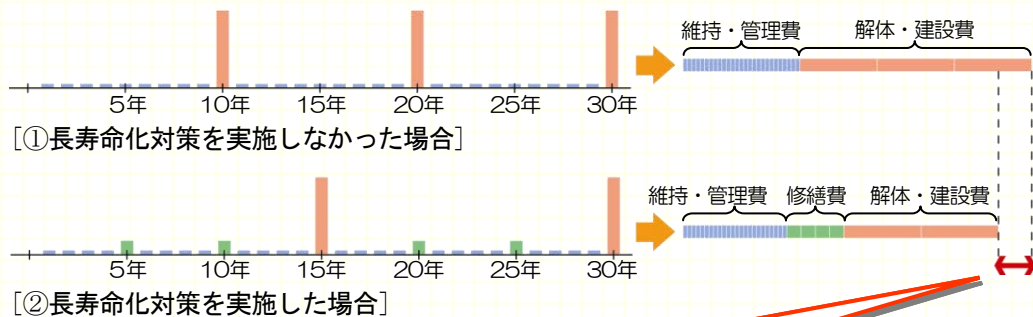 維持・管理費 解体・建設費
5年 10年 15年 20年 25年 30年
[①長寿命化対策を実施しなかった場合]
維持・管理費 修繕費 解体・建設費
5年 10年 15年 20年 25年 30年
[②長寿命化対策を実施した場合]